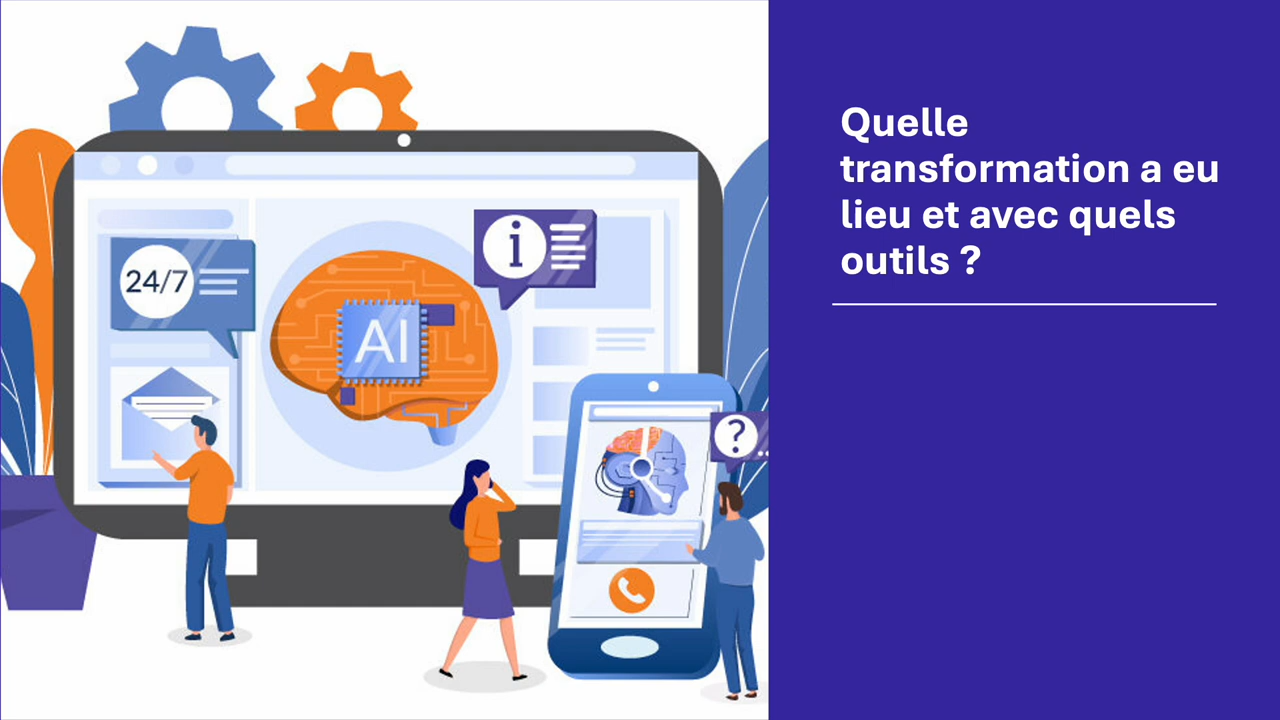 24/7
i
AI
?
Quelle
transformation a eu
lieu et avec quels
outils ?